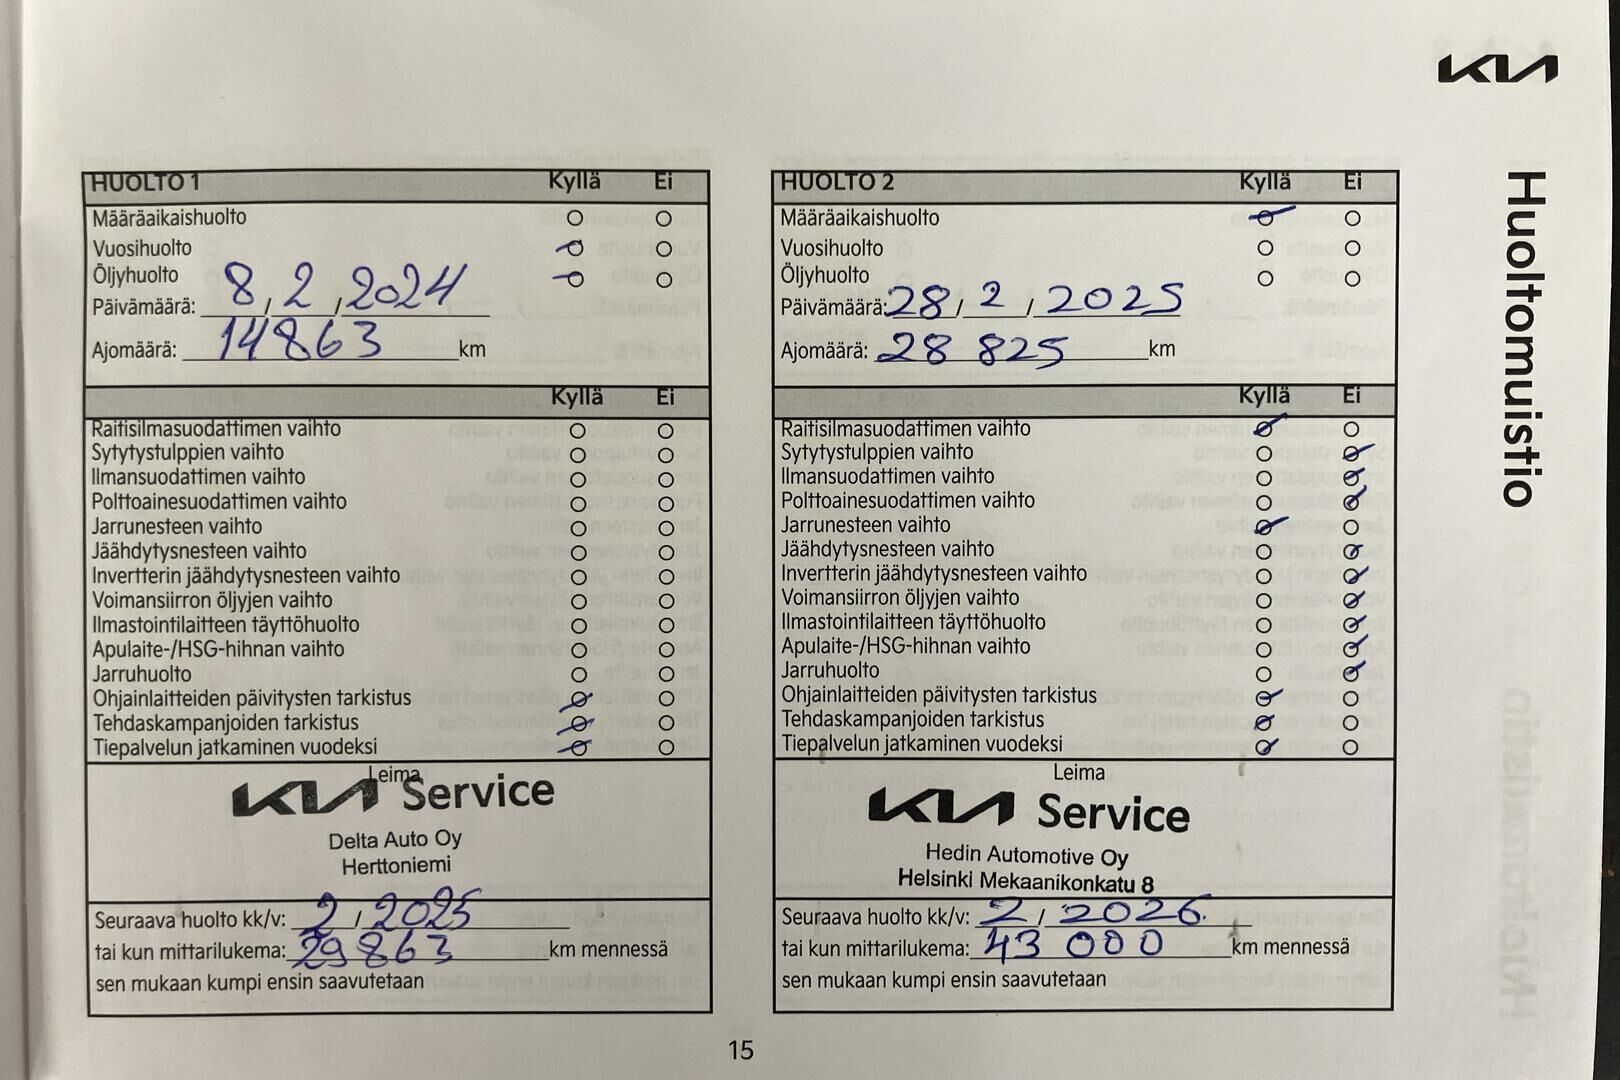 KIA
Huoltomuistio
HUOLTO 1 Kyllä Ei
Määräaikaishuolto
Vuosihuolto
Öljyhuolto
Päivämäärä: 8 / 2 / 2024
Ajomäärä: 14863 km
Kyllä Ei
Raitisilmasuodattimen vaihto
Sytytystulppien vaihto
Ilmansuodattimen vaihto
Polttoainesuodattimen vaihto
Jarrunesteen vaihto
Jäähdytysnesteen vaihto
Invertterin jäähdytysnesteen vaihto
Voimansiirron öljyjen vaihto
Ilmastointilaitteen täyttöhuolto
Apulaite-/HSG-hihnan vaihto
Jarruhuolto
Ohjainlaitteiden päivitysten tarkistus
Tehdaskampanjoiden tarkistus
Tiepalvelun jatkaminen vuodeksi
Leima
KIA Service
Delta Auto Oy
Herttoniemi
Seuraava huolto kk/v: 2 / 2025
tai kun mittarilukema: 29863 km mennessä
sen mukaan kumpi ensin saavutetaan
HUOLTO 2 Kyllä Ei
Määräaikaishuolto
Vuosihuolto
Öljyhuolto
Päivämäärä: 28 / 2 / 2025
Ajomäärä: 28 825 km
Kyllä Ei
Raitisilmasuodattimen vaihto
Sytytystulppien vaihto
Ilmansuodattimen vaihto
Polttoainesuodattimen vaihto
Jarrunesteen vaihto
Jäähdytysnesteen vaihto
Invertterin jäähdytysnesteen vaihto
Voimansiirron öljyjen vaihto
Ilmastointilaitteen täyttöhuolto
Apulaite-/HSG-hihnan vaihto
Jarruhuolto
Ohjainlaitteiden päivitysten tarkistus
Tehdaskampanjoiden tarkistus
Tiepalvelun jatkaminen vuodeksi
Leima
KIA Service
Hedin Automotive Oy
Helsinki Mekaanikonkatu 8
Seuraava huolto kk/v: 2 / 2026
tai kun mittarilukema: 43 000 km mennessä
sen mukaan kumpi ensin saavutetaan
15